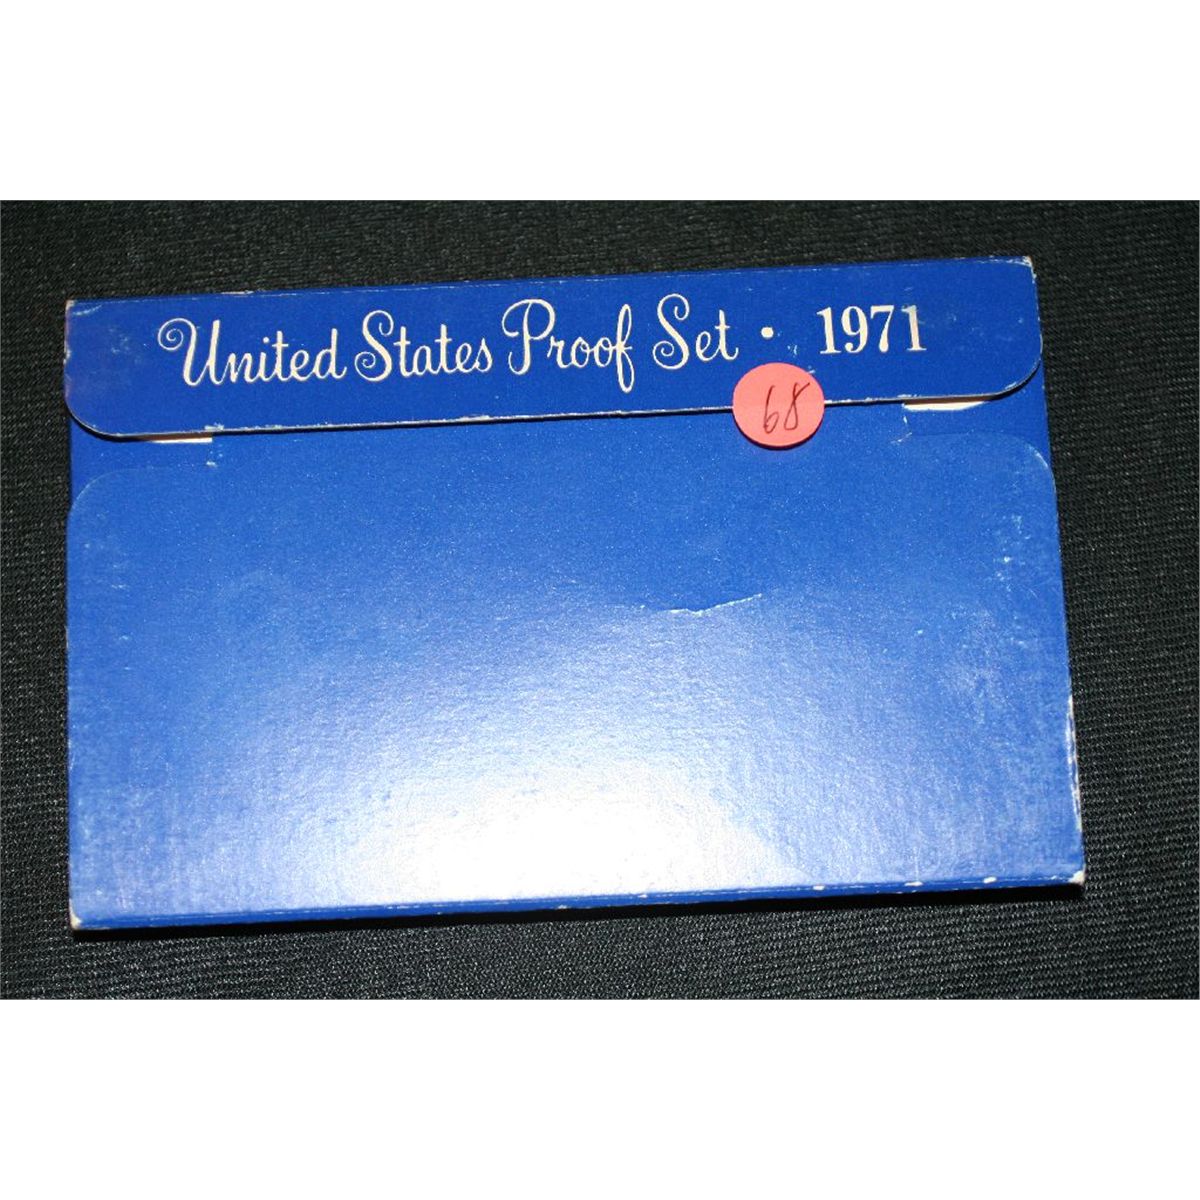 United States Proof Set • 1971
68